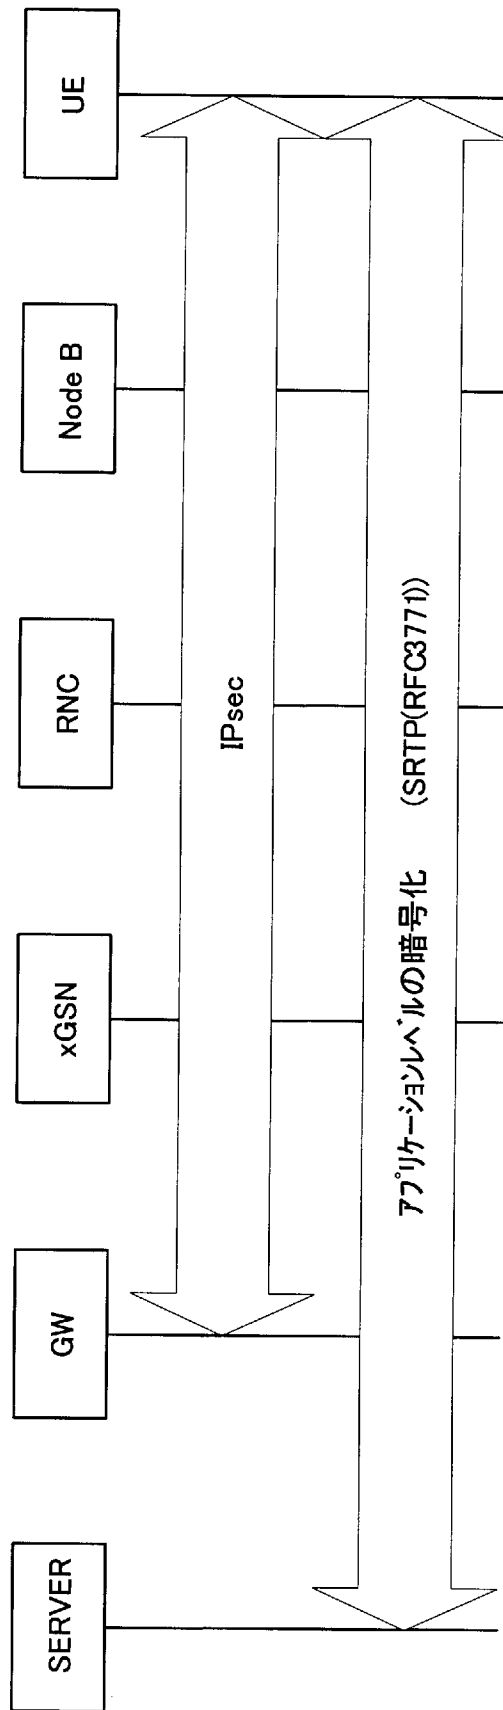 SERVER
GW
xGSN
RNC
Node B
UE
IPsec
アプリケーションレベルの暗号化 (SRTP(RFC3771))